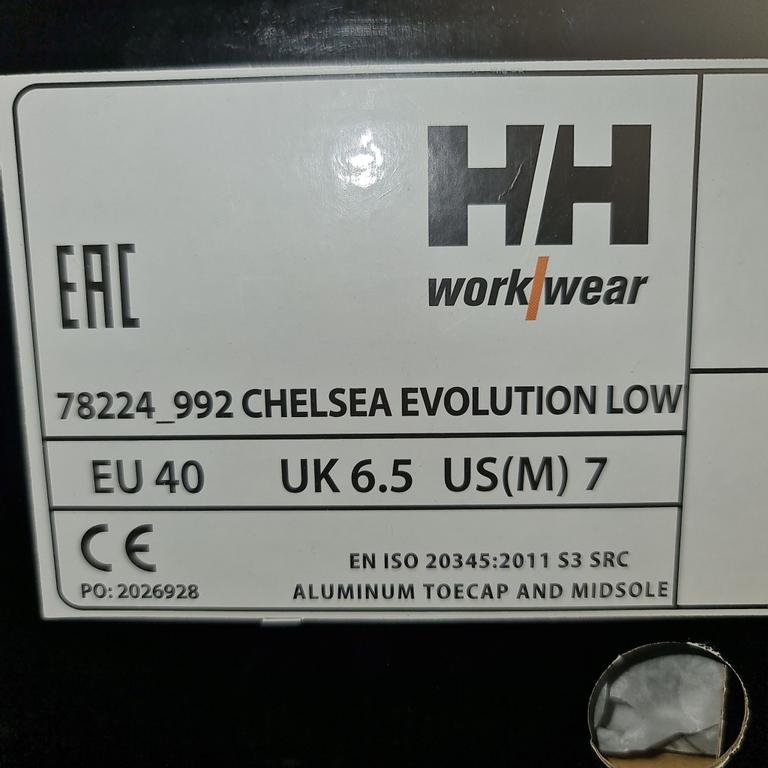 HH
work/wear
EAC
78224_992 CHELSEA EVOLUTION LOW
EU 40 UK 6.5 US(M) 7
CE
EN ISO 20345:2011 S3 SRC
PO: 2026928 ALUMINUM TOECAP AND MIDSOLE